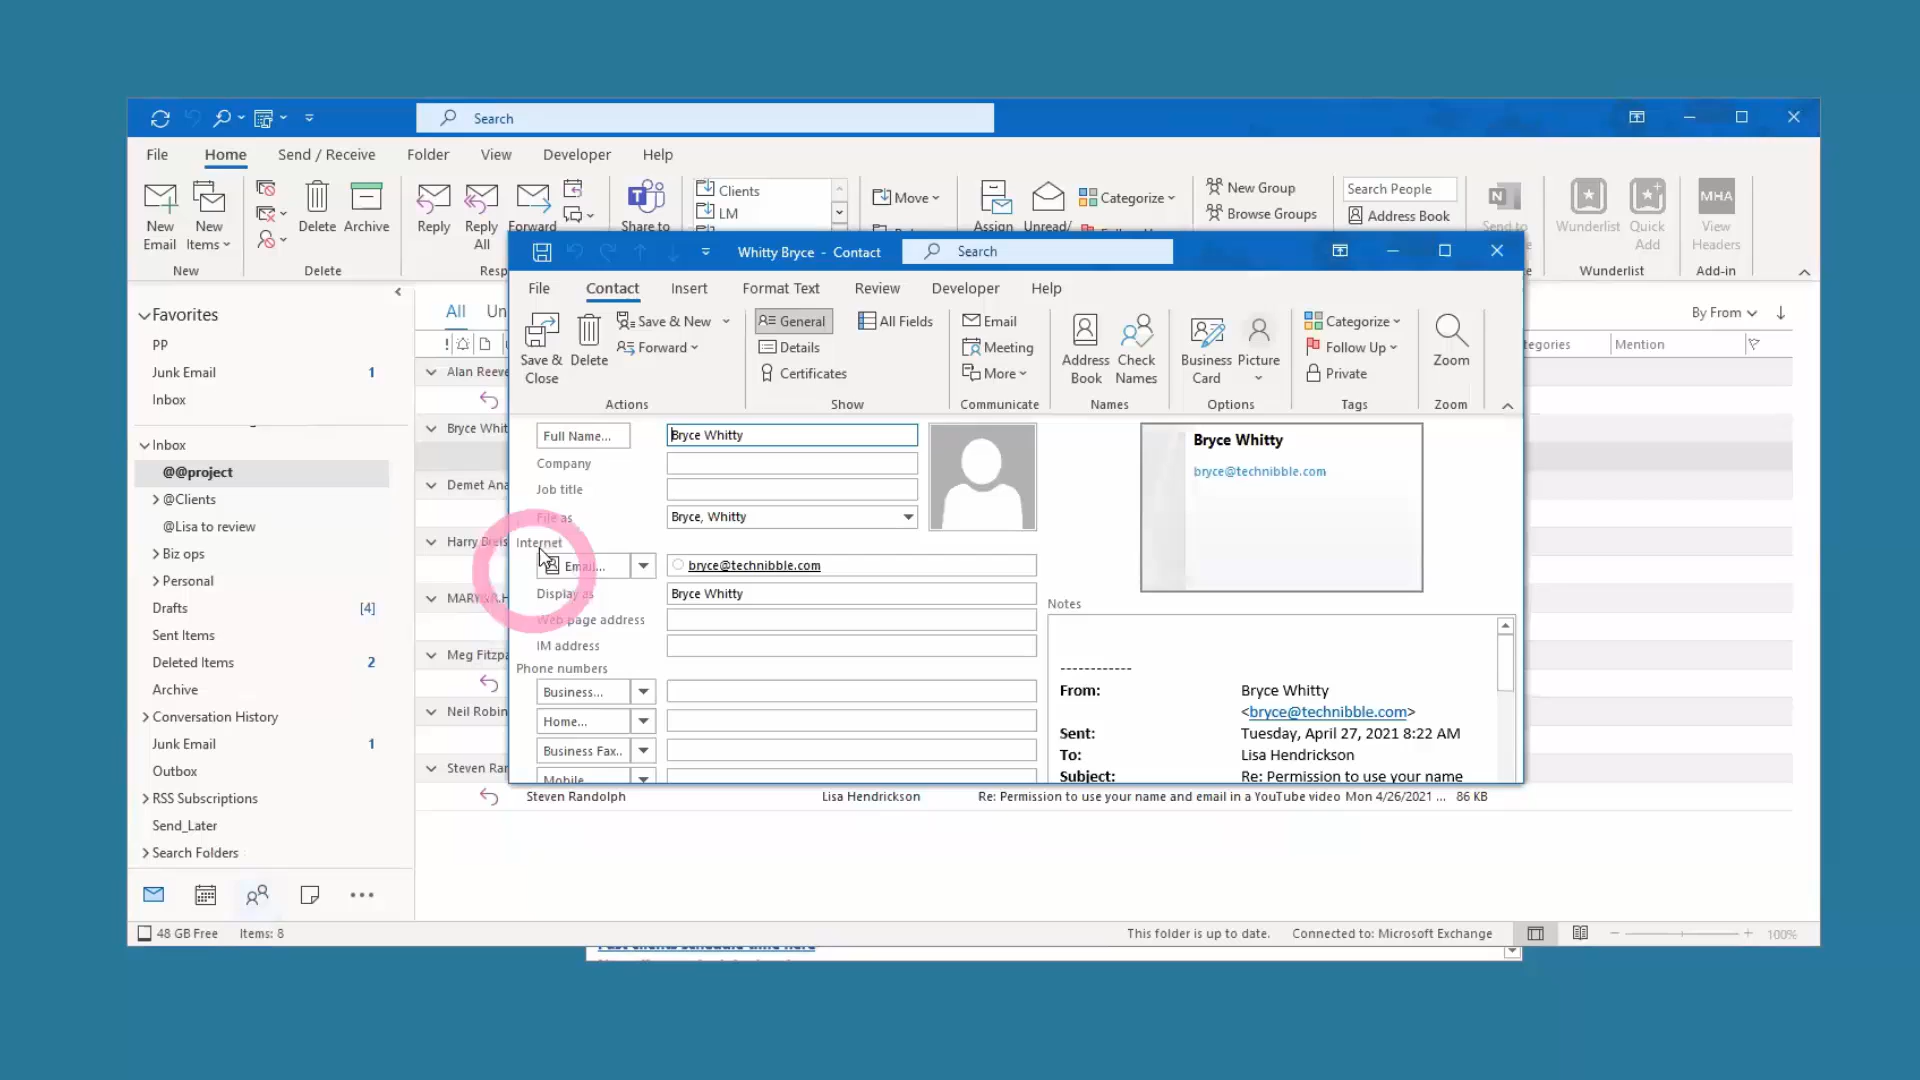 Search
File Home Send / Receive Folder View Developer Help
New Email
New Items
Delete
Archive
Reply
Reply All
Forward
Share to
Clients
LM
Move
Assign
Unread/
Categorize
New Group
Browse Groups
Search People
Address Book
Wunderlist
Quick Add
MHA
View Headers
New
Delete
Wunderlist
Add-in
Favorites
PP
Junk Email 1
Inbox
Inbox
@@project
@Clients
@Lisa to review
Biz ops
Personal
Drafts [4]
Sent Items
Deleted Items 2
Archive
Conversation History
Junk Email 1
Outbox
RSS Subscriptions
Send_Later
Search Folders
All
By From
Mention
Alan Reeve
Bryce Whit
Demet Ana
Meg Fitzpa
Neil Robin
Steven Ran
Steven Randolph Lisa Hendrickson Re: Permission to use your name and email in a YouTube video Mon 4/26/2021 ... 86 KB
Whitty Bryce - Contact
Search
File Contact Insert Format Text Review Developer Help
Save & Close
Delete
Save & New
Forward
Actions
General
Details
Certificates
All Fields
Show
Email
Meeting
More
Communicate
Address Book
Check Names
Names
Business Card
Picture
Options
Categorize
Follow Up
Private
Tags
Zoom
Zoom
Full Name... Bryce Whitty
Company
Job title
File as Bryce, Whitty
Internet
Email... bryce@technibble.com
Display as Bryce Whitty
Web page address
IM address
Phone numbers
Business...
Home...
Business Fax..
Mobile
Bryce Whitty
bryce@technibble.com
Notes
------------
From: Bryce Whitty
<bryce@technibble.com>
Sent: Tuesday, April 27, 2021 8:22 AM
To: Lisa Hendrickson
Subject: Re: Permission to use your name
48 GB Free Items: 8
This folder is up to date. Connected to: Microsoft Exchange 100%